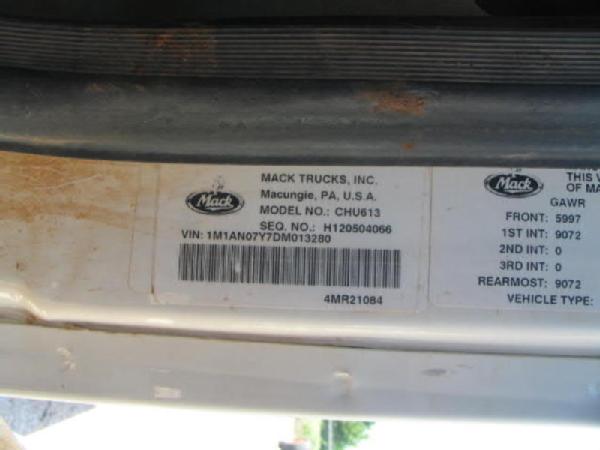 Mack
MACK TRUCKS, INC.
Macungie, PA, U.S.A.
MODEL NO.: CHU613
SEQ. NO.: H120504066
VIN: 1M1AN07Y7DM013280
4MR21084
Mack
THIS V
OF MA
GAWR
FRONT: 5997
1ST INT: 9072
2ND INT: 0
3RD INT: 0
REARMOST: 9072
VEHICLE TYPE: